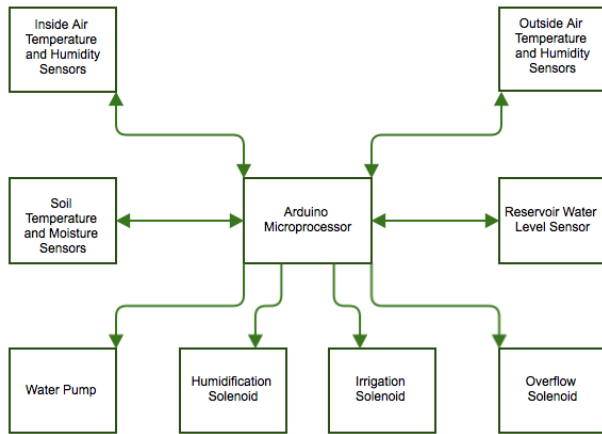 Inside Air
Temperature
and Humidity
Sensors
Outside Air
Temperature
and Humidity
Sensors
Soil
Temperature
and Moisture
Sensors
Arduino
Microprocessor
Reservoir Water
Level Sensor
Water Pump
Humidification
Solenoid
Irrigation
Solenoid
Overflow
Solenoid